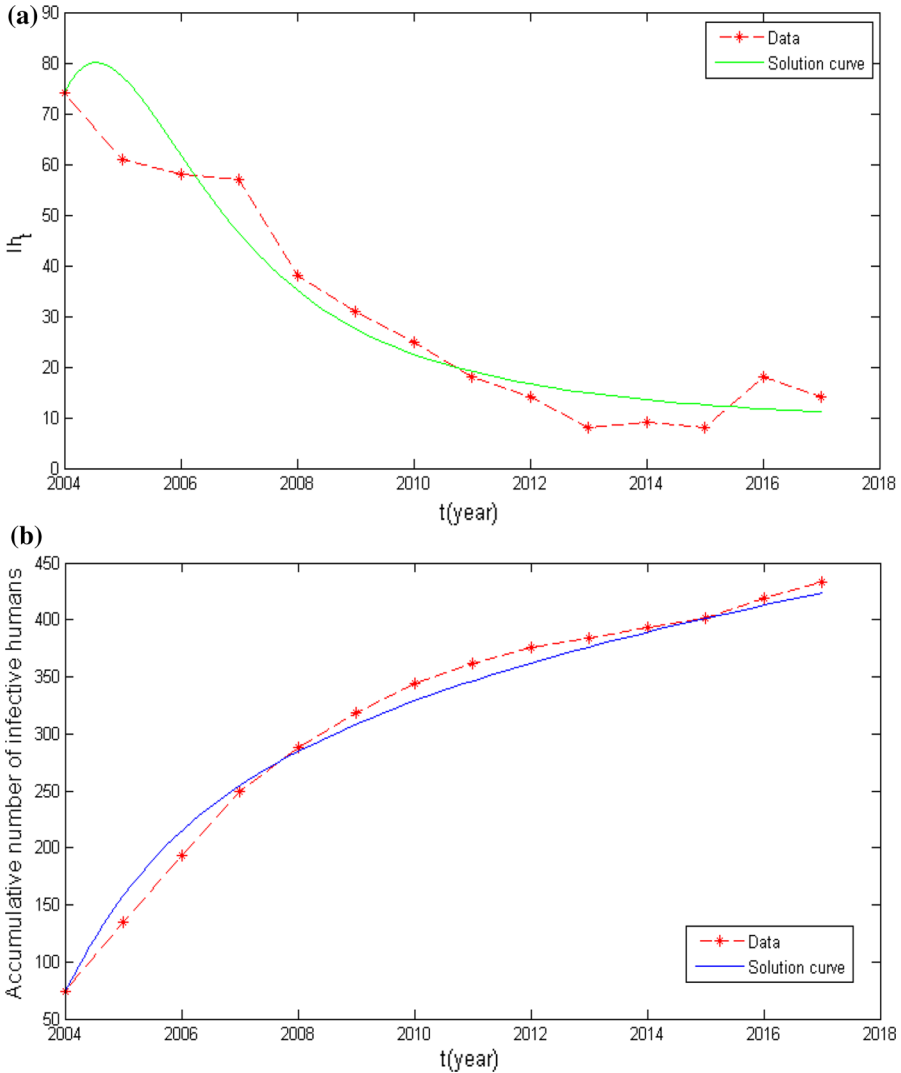 (a)
90
80
70
60
50
40
30
20
10
0
Ih_t
Data
Solution curve
2004 2006 2008 2010 2012 2014 2016 2018
t(year)
(b)
450
400
350
300
250
200
150
100
50
Accumulative number of infective humans
Data
Solution curve
2004 2006 2008 2010 2012 2014 2016 2018
t(year)